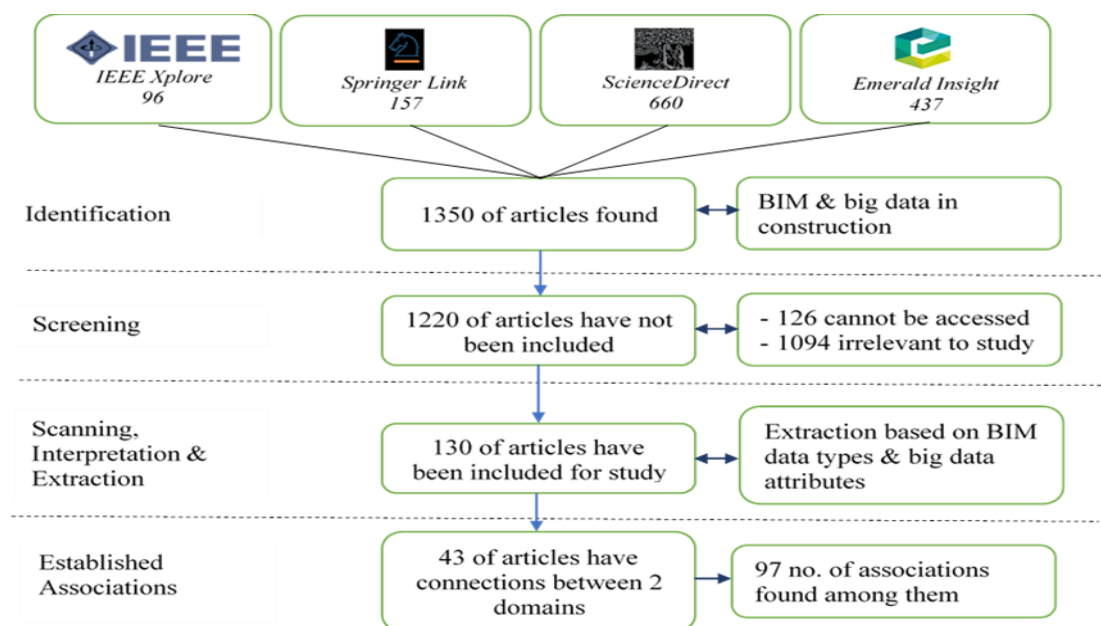 IEEE
IEEE Xplore
96
Springer Link
157
ScienceDirect
660
Emerald Insight
437
Identification
1350 of articles found
BIM & big data in
construction
Screening
1220 of articles have not
been included
- 126 cannot be accessed
- 1094 irrelevant to study
Scanning,
Interpretation &
Extraction
130 of articles have
been included for study
Extraction based on BIM
data types & big data
attributes
Established
Associations
43 of articles have
connections between 2
domains
97 no. of associations
found among them